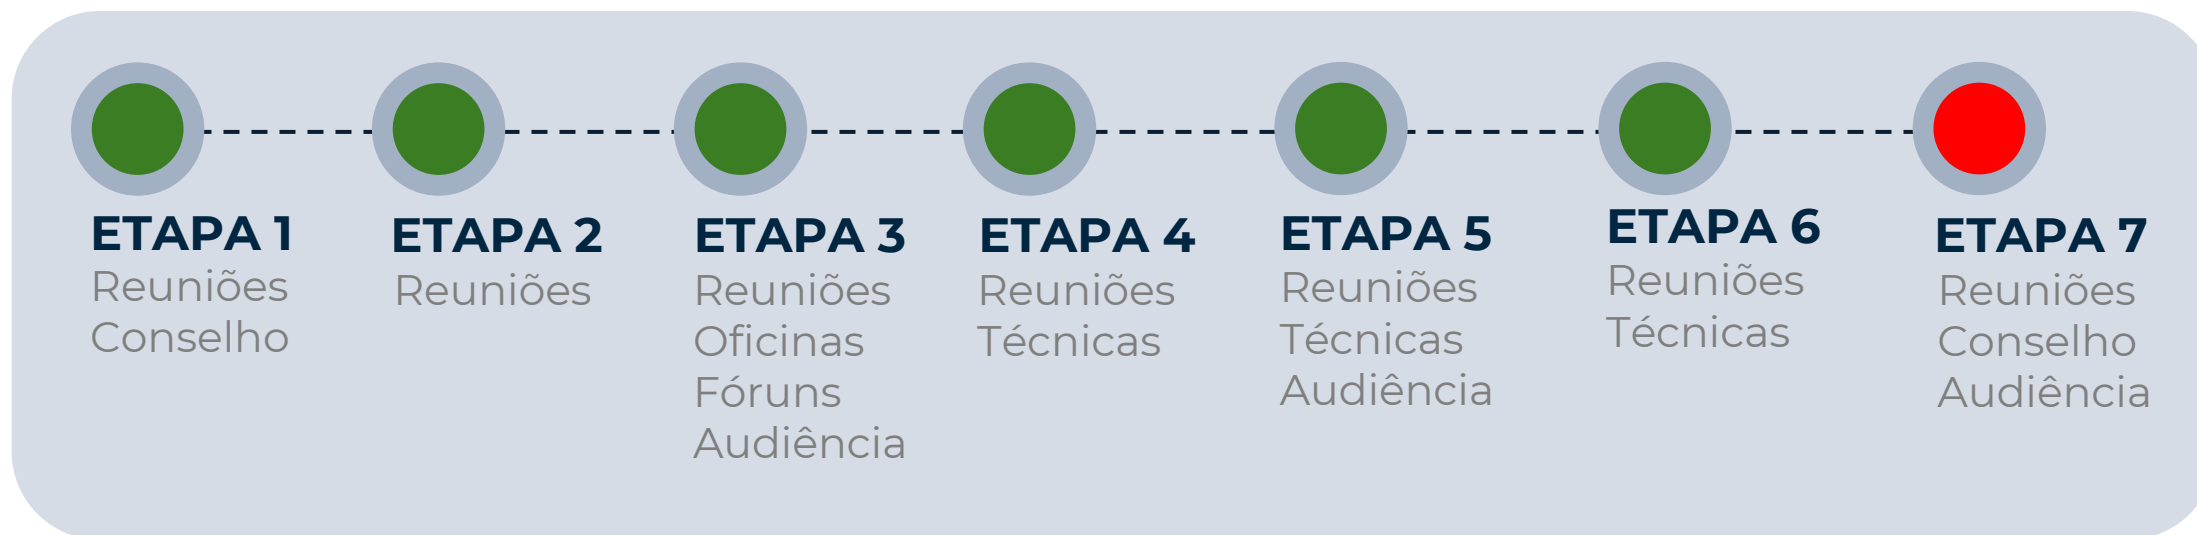 ETAPA 1
Reuniões
Conselho
ETAPA 2
Reuniões
ETAPA 3
Reuniões
Oficinas
Fóruns
Audiência
ETAPA 4
Reuniões
Técnicas
ETAPA 5
Reuniões
Técnicas
Audiência
ETAPA 6
Reuniões
Técnicas
ETAPA 7
Reuniões
Conselho
Audiência